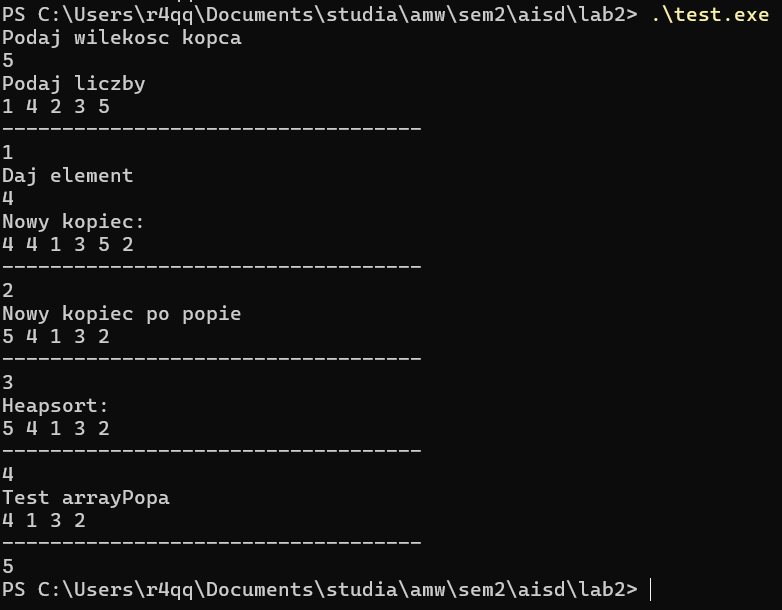 PS C:\Users\r4qq\Documents\studia\amw\sem2\aisd\lab2> .\test.exe
Podaj wilekosc kopca
5
Podaj liczby
1 4 2 3 5
-----------------------------------
1
Daj element
4
Nowy kopiec:
4 4 1 3 5 2
-----------------------------------
2
Nowy kopiec po popie
5 4 1 3 2
-----------------------------------
3
Heapsort:
5 4 1 3 2
-----------------------------------
4
Test arrayPopa
4 1 3 2
-----------------------------------
5
PS C:\Users\r4qq\Documents\studia\amw\sem2\aisd\lab2>